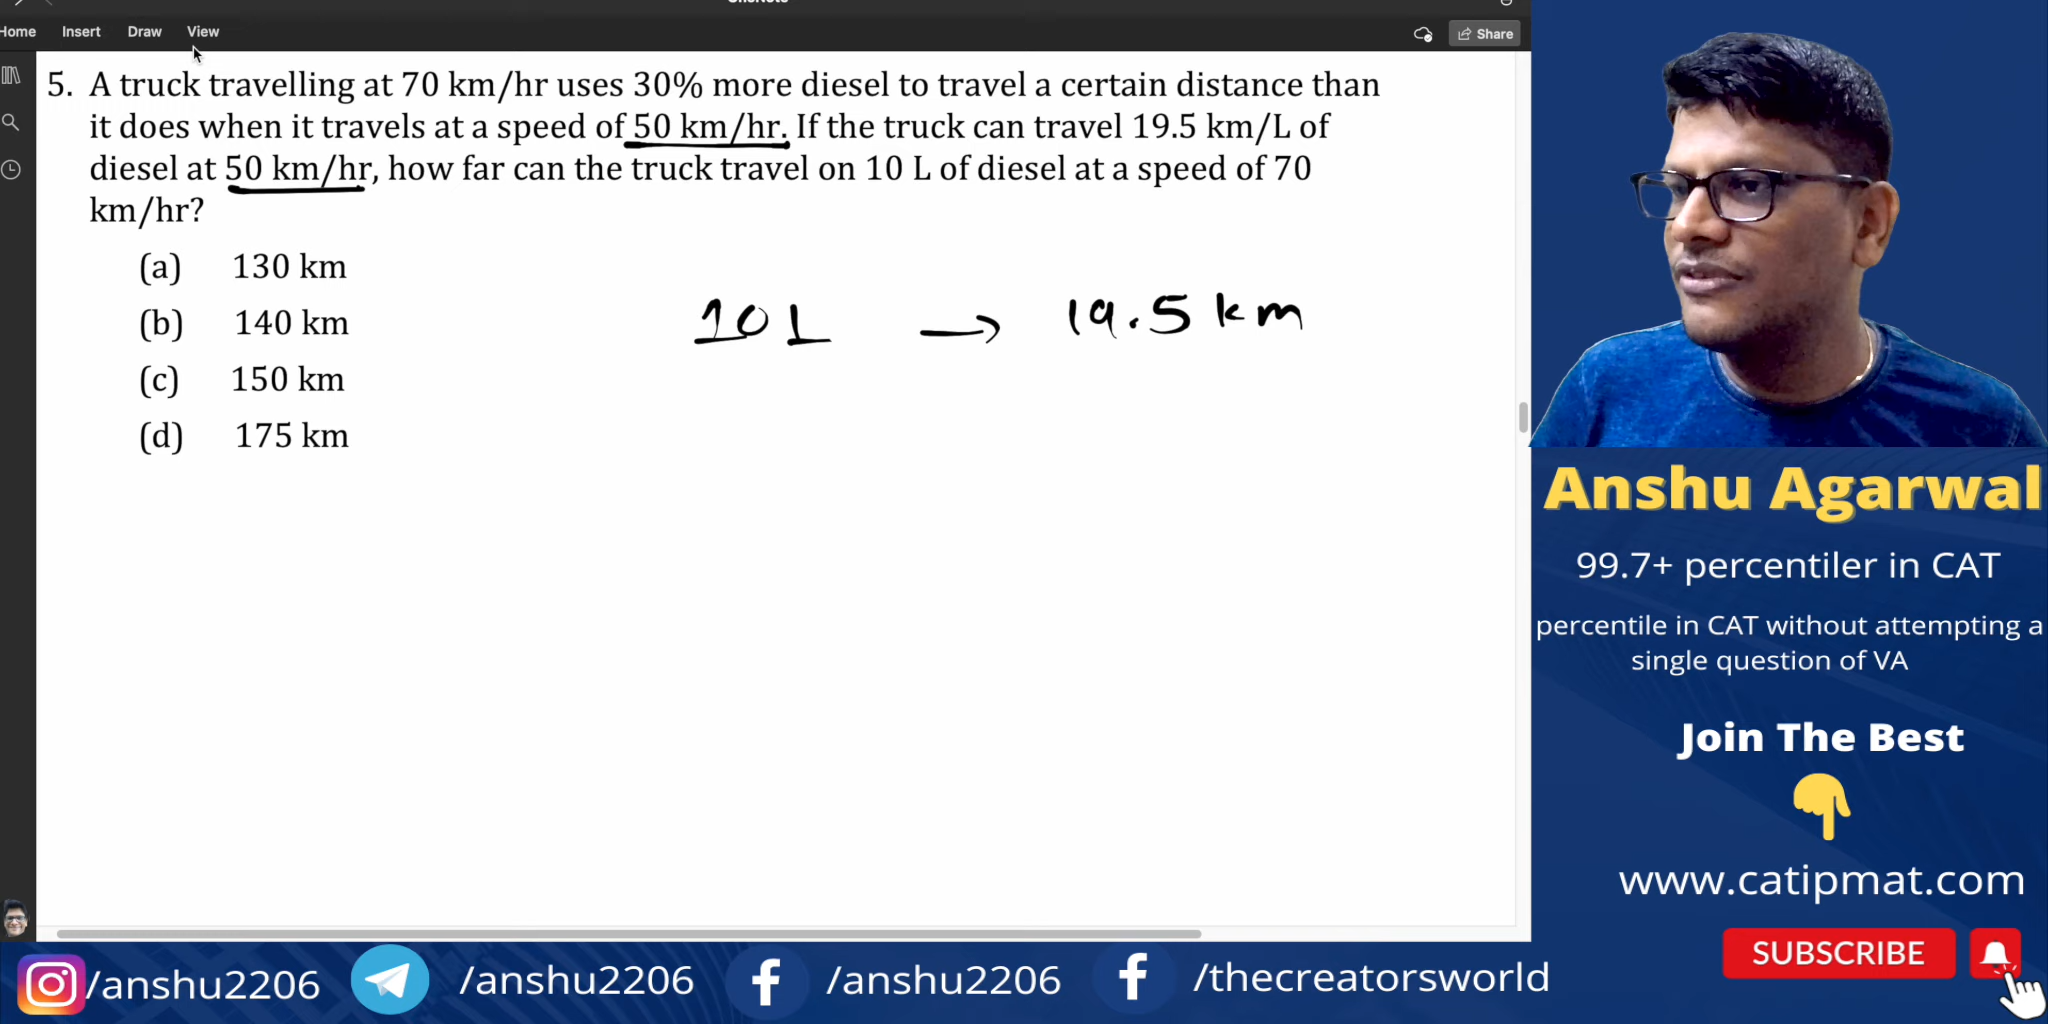 Home Insert Draw View
Share
5. A truck travelling at 70 km/hr uses 30% more diesel to travel a certain distance than
it does when it travels at a speed of 50 km/hr. If the truck can travel 19.5 km/L of
diesel at 50 km/hr, how far can the truck travel on 10 L of diesel at a speed of 70
km/hr?
(a) 130 km
(b) 140 km
(c) 150 km
(d) 175 km
10 L → 19.5 km
Anshu Agarwal
99.7+ percentiler in CAT
percentile in CAT without attempting a
single question of VA
Join The Best
www.catipmat.com
SUBSCRIBE
/anshu2206 /anshu2206 /anshu2206 /thecreatorsworld